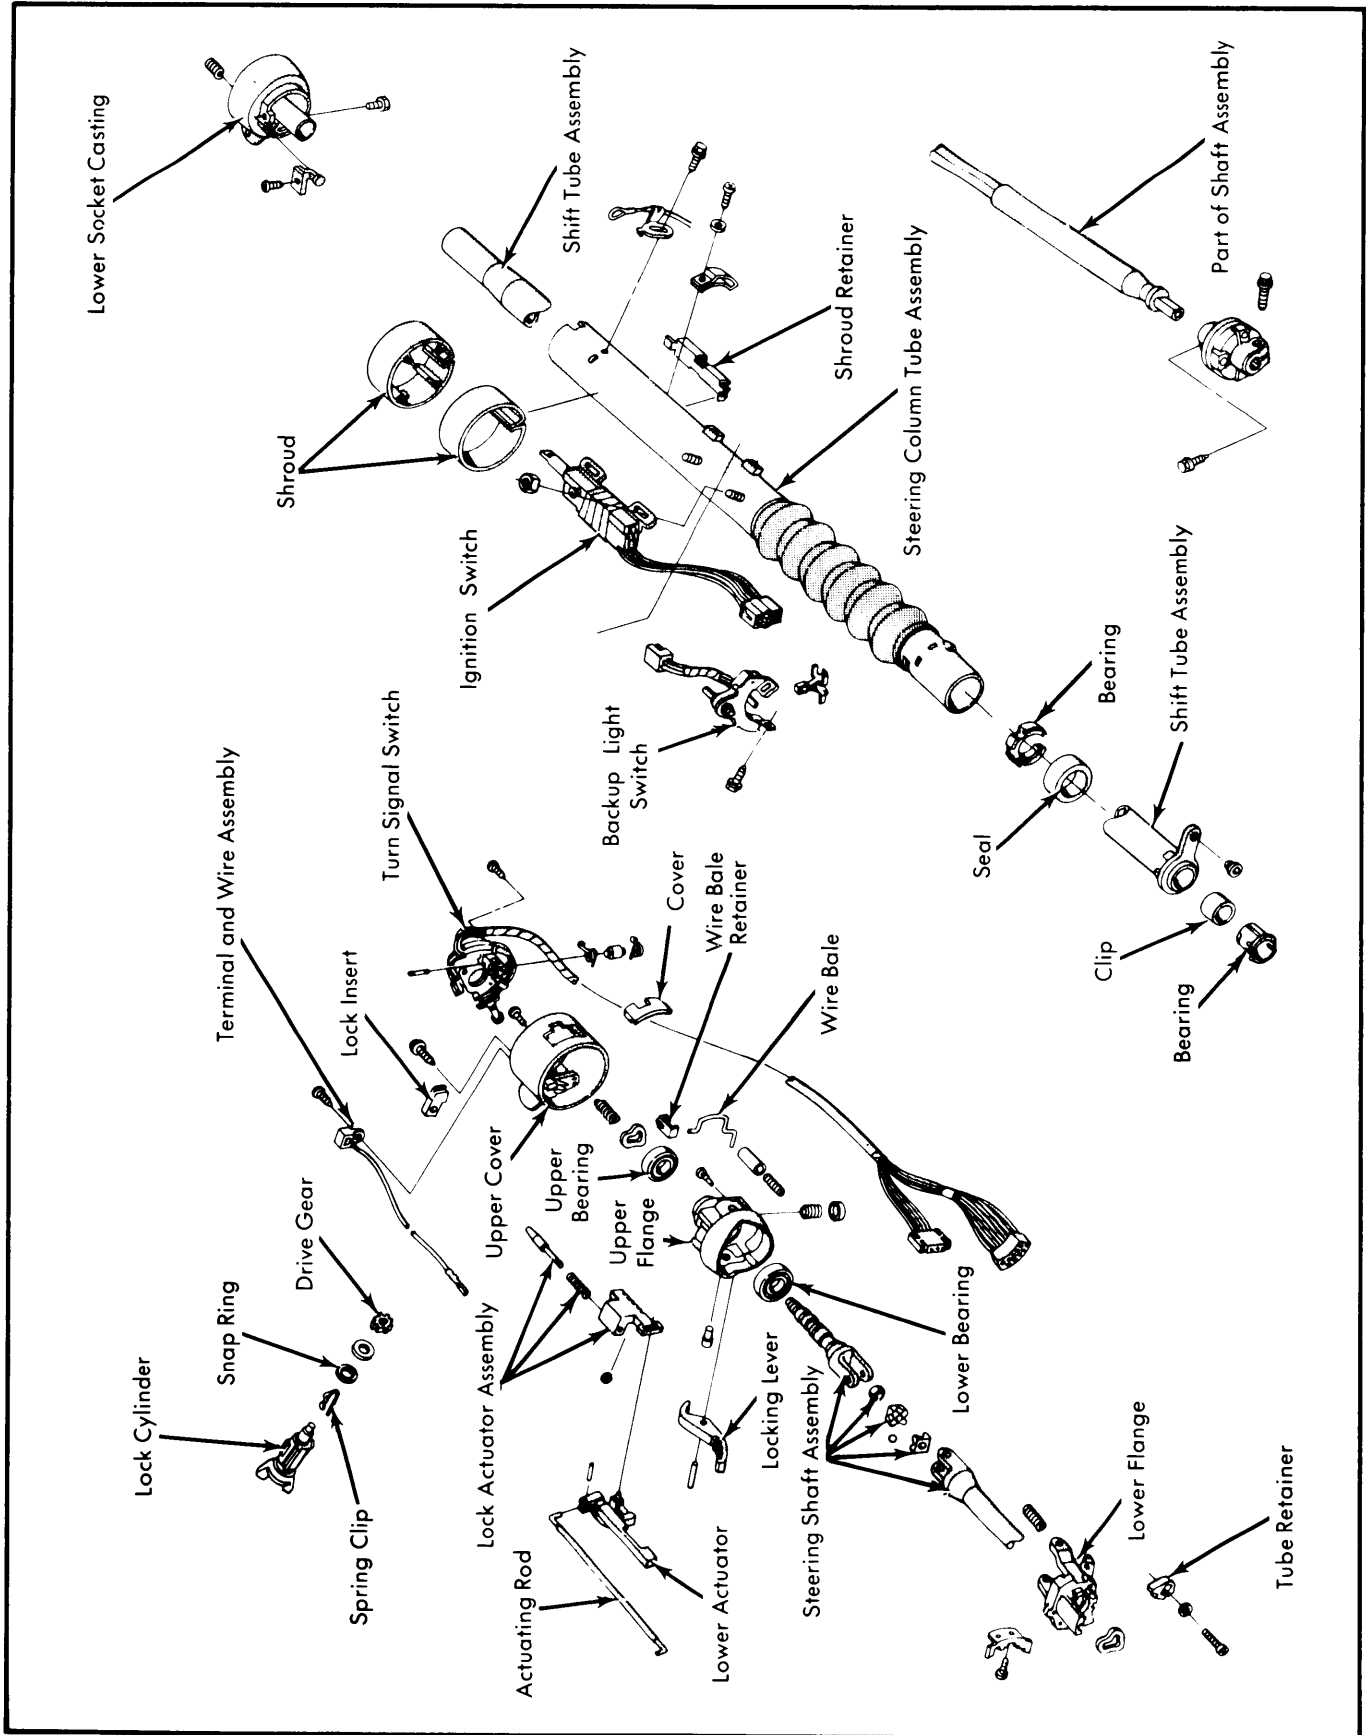 Lock Cylinder
Snap Ring
Drive Gear
Spring Clip
Terminal and Wire Assembly
Lock Insert
Turn Signal Switch
Upper Cover
Upper
Bearing
Upper
Flange
Cover
Wire Bale
Retainer
Wire Bale
Lock Actuator Assembly
Actuating Rod
Lower Actuator
Locking Lever
Lower Bearing
Steering Shaft Assembly
Lower Flange
Tube Retainer
Ignition Switch
Backup Light
Switch
Shroud
Lower Socket Casting
Shift Tube Assembly
Shroud Retainer
Steering Column Tube Assembly
Part of Shaft Assembly
Bearing
Seal
Shift Tube Assembly
Clip
Bearing